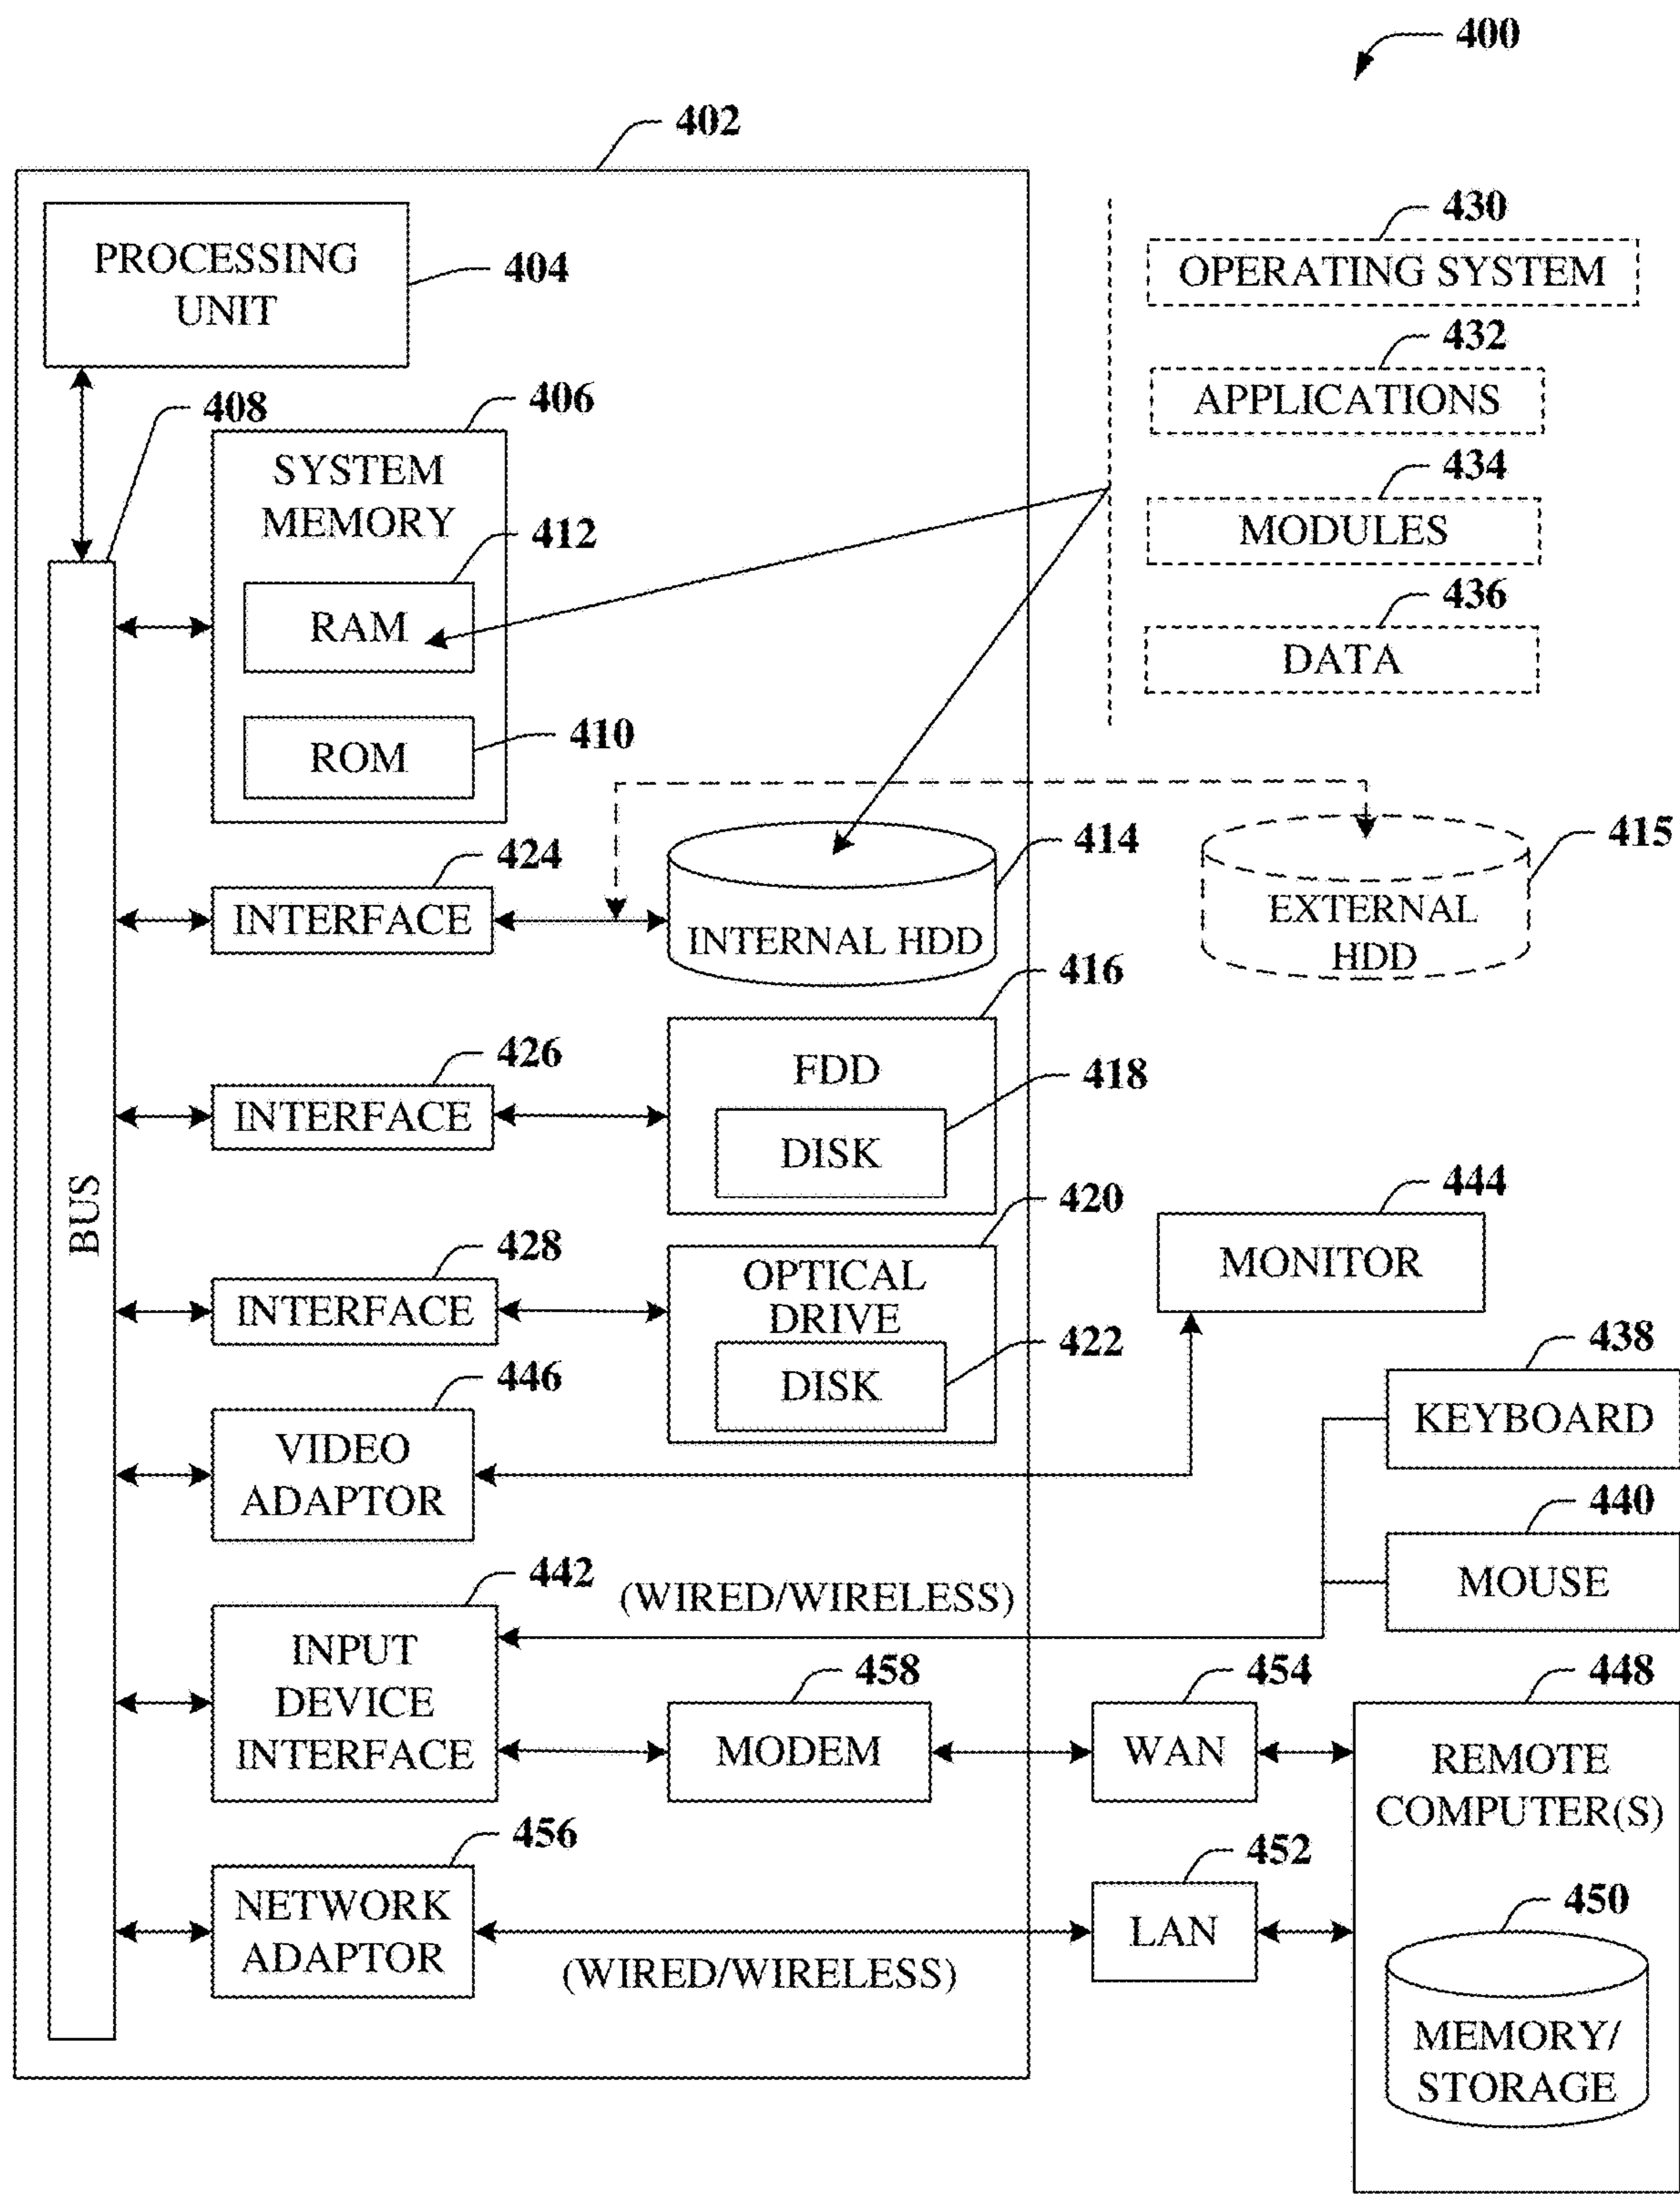 400
402
PROCESSING
UNIT
404
430
OPERATING SYSTEM
432
APPLICATIONS
434
MODULES
436
DATA
408
406
SYSTEM
MEMORY
412
RAM
410
ROM
424
INTERFACE
414
INTERNAL HDD
415
EXTERNAL
HDD
416
FDD
418
DISK
426
INTERFACE
BUS
420
OPTICAL
DRIVE
422
DISK
428
INTERFACE
444
MONITOR
446
VIDEO
ADAPTOR
438
KEYBOARD
440
MOUSE
442
INPUT
DEVICE
INTERFACE
(WIRED/WIRELESS)
458
MODEM
454
WAN
448
REMOTE
COMPUTER(S)
456
NETWORK
ADAPTOR
(WIRED/WIRELESS)
452
LAN
450
MEMORY/
STORAGE